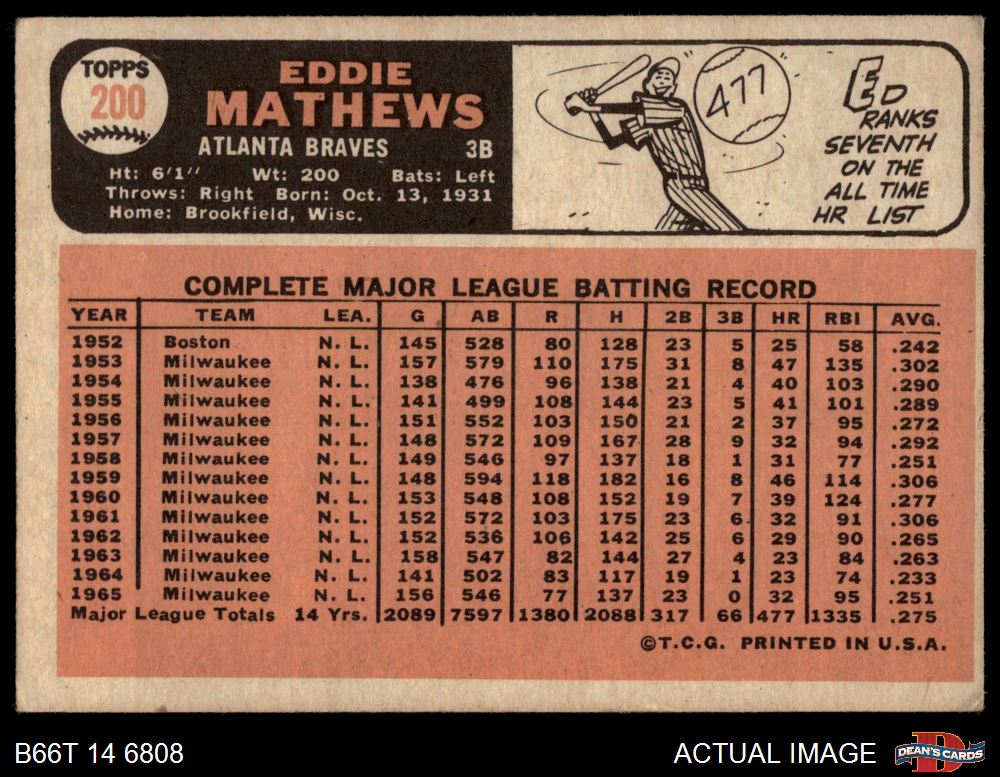 TOPPS
200
EDDIE
MATHEWS
ATLANTA BRAVES 3B
Ht: 6'1" Wt: 200 Bats: Left
Throws: Right Born: Oct. 13, 1931
Home: Brookfield, Wisc.
477
ED
RANKS
SEVENTH
ON THE
ALL TIME
HR LIST
COMPLETE MAJOR LEAGUE BATTING RECORD
YEAR TEAM LEA. G AB R H 2B 3B HR RBI AVG.
1952 Boston N. L. 145 528 80 128 23 5 25 58 .242
1953 Milwaukee N. L. 157 579 110 175 31 8 47 135 .302
1954 Milwaukee N. L. 138 476 96 138 21 4 40 103 .290
1955 Milwaukee N. L. 141 499 108 144 23 5 41 101 .289
1956 Milwaukee N. L. 151 552 103 150 21 2 37 95 .272
1957 Milwaukee N. L. 148 572 109 167 28 9 32 94 .292
1958 Milwaukee N. L. 149 546 97 137 18 1 31 77 .251
1959 Milwaukee N. L. 148 594 118 182 16 8 46 114 .306
1960 Milwaukee N. L. 153 548 108 152 19 7 39 124 .277
1961 Milwaukee N. L. 152 572 103 175 23 6 32 91 .306
1962 Milwaukee N. L. 152 536 106 142 25 6 29 90 .265
1963 Milwaukee N. L. 158 547 82 144 27 4 23 84 .263
1964 Milwaukee N. L. 141 502 83 117 19 1 23 74 .233
1965 Milwaukee N. L. 156 546 77 137 23 0 32 95 .251
Major League Totals 14 Yrs. 2089 7597 1380 2088 317 66 477 1335 .275
©T.C.G. PRINTED IN U.S.A.
B66T 14 6808 ACTUAL IMAGE DEAN'S CARDS